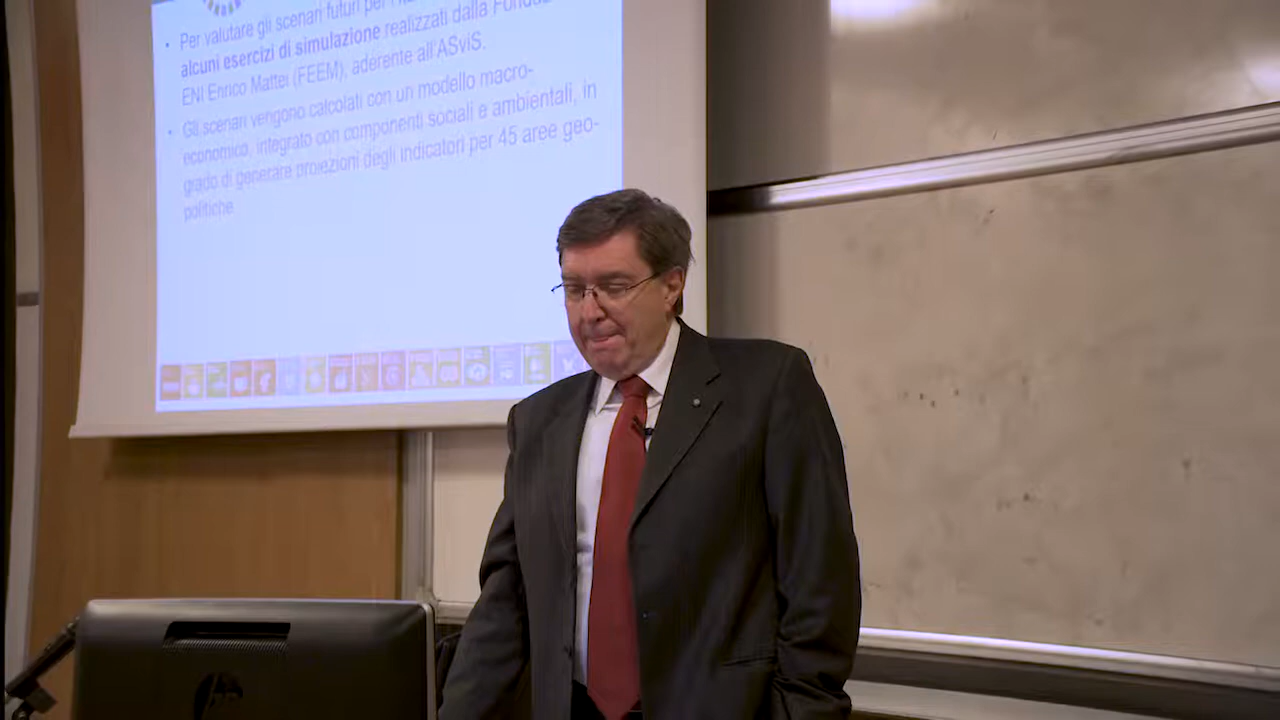 Per valutare gli scenari futuri per l'
alcuni esercizi di simulazione realizzati dalla
ENI Enrico Mattei (FEEM), aderente all'ASviS.
Gli scenari vengono calcolati con un modello macro-
economico, integrato con componenti sociali e ambientali, in
grado di generare proiezioni degli indicatori per 45 aree geo-
politiche
hp